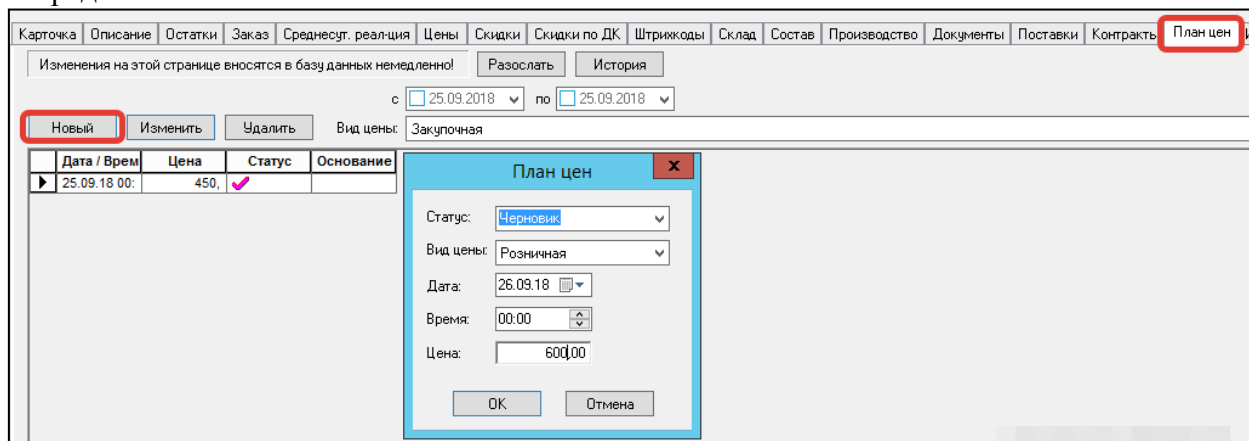 Карточка Описание Остатки Заказ Среднесут. реал-ция Цены Скидки Скидки по ДК Штрихкоды Склад Состав Производство Документы Поставки Контракты План цен
Изменения на этой странице вносятся в базу данных немедленно! Разослать История
с 25.09.2018 по 25.09.2018
Новый Изменить Удалить Вид цены: Закупочная
Дата / Врем Цена Статус Основание
25.09.18 00: 450,
План цен
Статус: Черновик
Вид цены: Розничная
Дата: 26.09.18
Время: 00:00
Цена: 600,00
OK Отмена